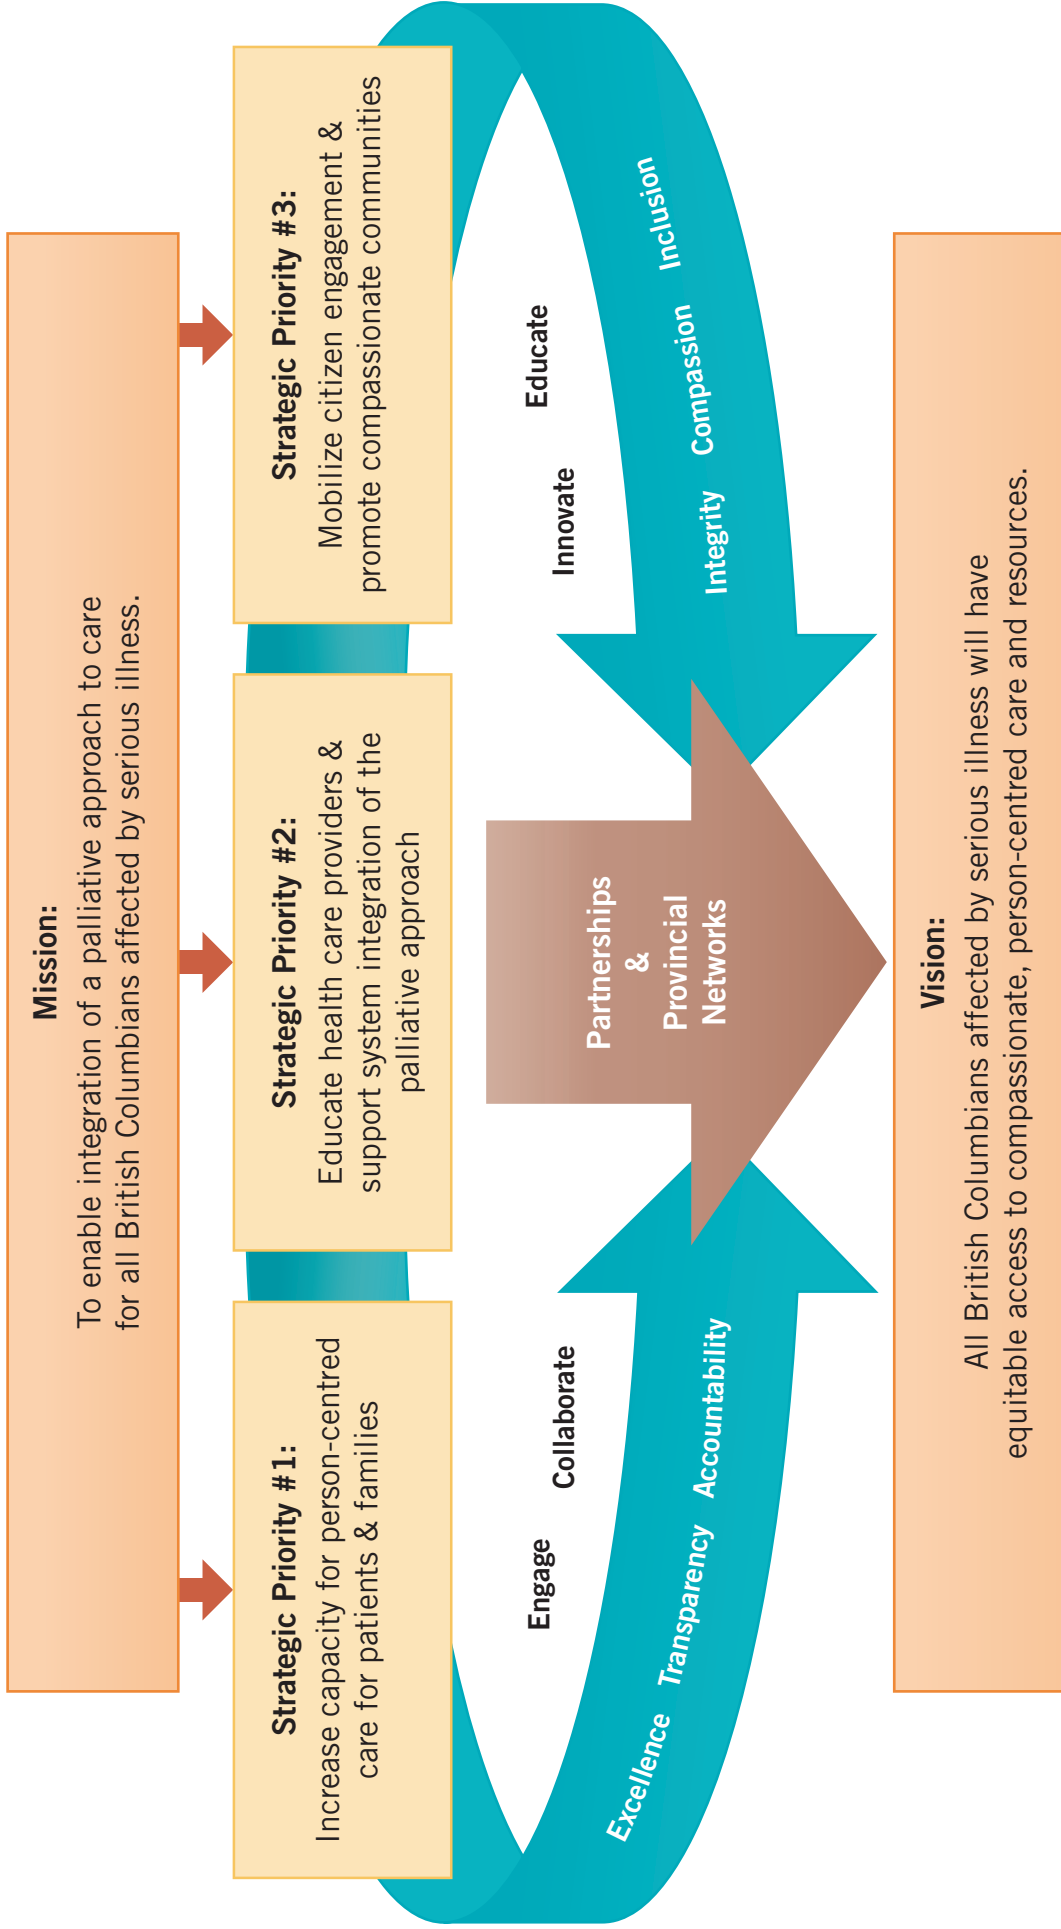 Mission:
To enable integration of a palliative approach to care
for all British Columbians affected by serious illness.
Strategic Priority #1:
Increase capacity for person-centred
care for patients & families
Strategic Priority #2:
Educate health care providers &
support system integration of the
palliative approach
Strategic Priority #3:
Mobilize citizen engagement &
promote compassionate communities
Engage
Collaborate
Innovate
Educate
Partnerships
&
Provincial
Networks
Excellence Transparency Accountability
Integrity Compassion Inclusion
Vision:
All British Columbians affected by serious illness will have
equitable access to compassionate, person-centred care and resources.